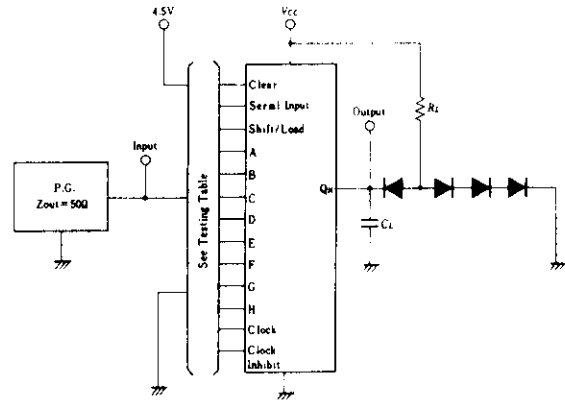 4.5V
Vcc
Clear
Serial Input
Shift/Load
A
B
C
D
E
F
G
H
Clock
Clock
Inhibit
Input
P.G.
Zout = 50Ω
See Testing Table
QH
Output
RL
CL